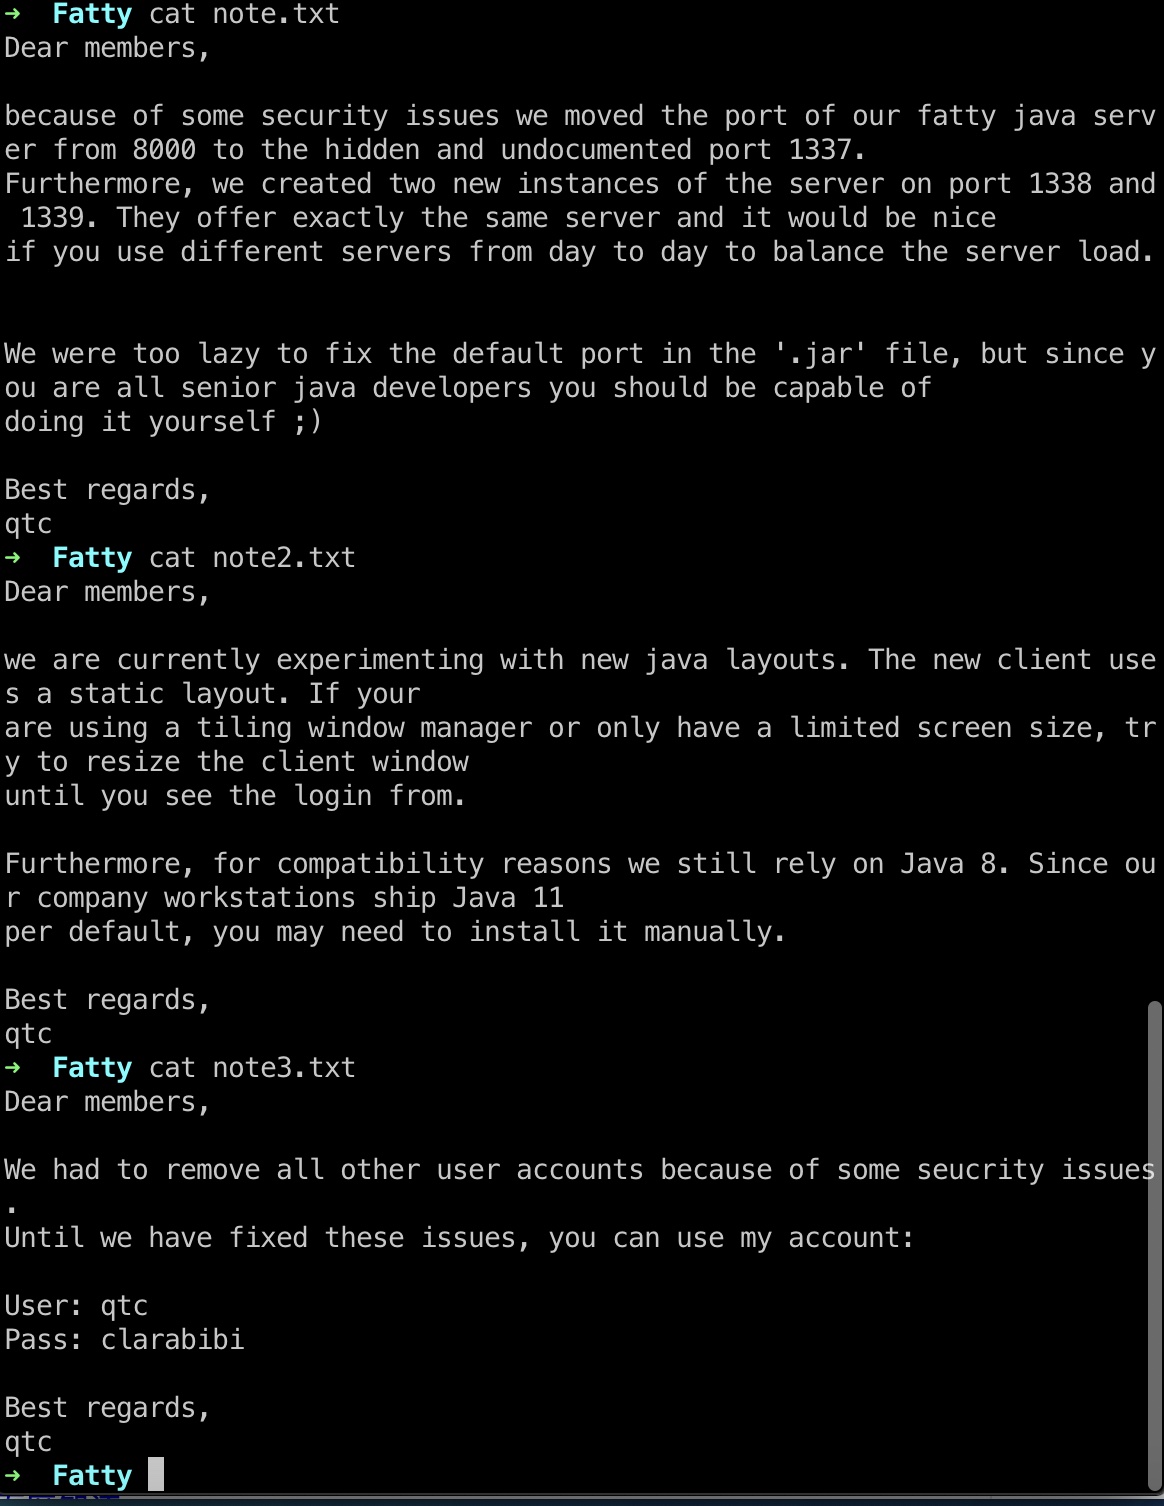 → Fatty cat note.txt
Dear members,
because of some security issues we moved the port of our fatty java serv
er from 8000 to the hidden and undocumented port 1337.
Furthermore, we created two new instances of the server on port 1338 and
 1339. They offer exactly the same server and it would be nice
if you use different servers from day to day to balance the server load.
We were too lazy to fix the default port in the '.jar' file, but since y
ou are all senior java developers you should be capable of
doing it yourself ;)
Best regards,
qtc
→ Fatty cat note2.txt
Dear members,
we are currently experimenting with new java layouts. The new client use
s a static layout. If your
are using a tiling window manager or only have a limited screen size, tr
y to resize the client window
until you see the login from.
Furthermore, for compatibility reasons we still rely on Java 8. Since ou
r company workstations ship Java 11
per default, you may need to install it manually.
Best regards,
qtc
→ Fatty cat note3.txt
Dear members,
We had to remove all other user accounts because of some seucrity issues
.
Until we have fixed these issues, you can use my account:
User: qtc
Pass: clarabibi
Best regards,
qtc
→ Fatty